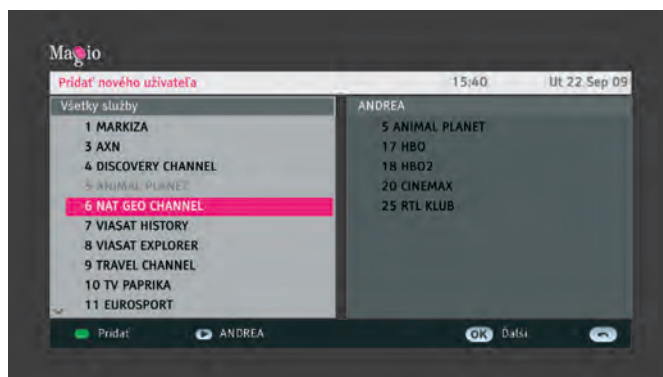 Magio
Pridať nového užívateľa 15:40 Ut 22 Sep 09
Všetky služby
1 MARKIZA
3 AXN
4 DISCOVERY CHANNEL
5 ANIMAL PLANET
6 NAT GEO CHANNEL
7 VIASAT HISTORY
8 VIASAT EXPLORER
9 TRAVEL CHANNEL
10 TV PAPRIKA
11 EUROSPORT
ANDREA
5 ANIMAL PLANET
17 HBO
18 HBO2
20 CINEMAX
25 RTL KLUB
Pridať ANDREA OK Ďalší